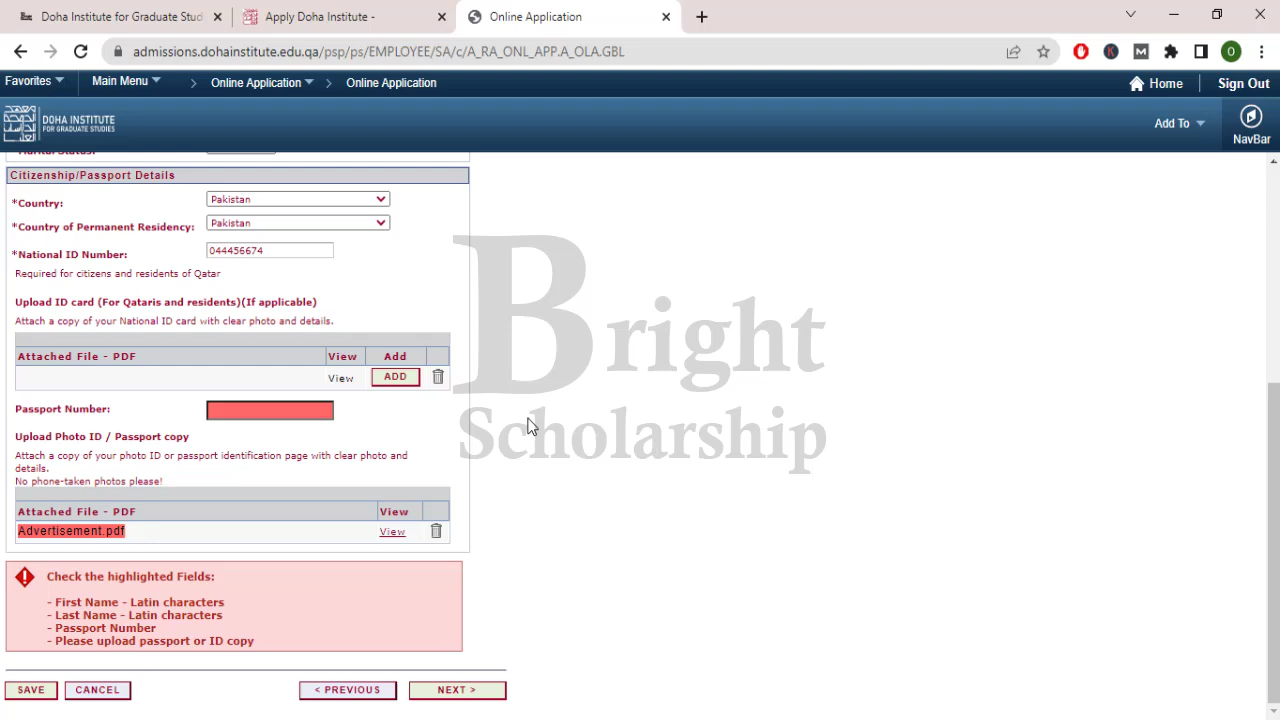 Doha Institute for Graduate Stud
Apply Doha Institute -
Online Application
admissions.dohainstitute.edu.qa/psp/ps/EMPLOYEE/SA/c/A_RA_ONL_APP.A_OLA.GBL
O
Favorites
Main Menu
Online Application
Online Application
Home
Sign Out
DOHA INSTITUTE
FOR GRADUATE STUDIES
Add To
NavBar
Marital Status:
Citizenship/Passport Details
*Country:
Pakistan
*Country of Permanent Residency:
Pakistan
*National ID Number:
044456674
Required for citizens and residents of Qatar
Upload ID card (For Qataris and residents)(If applicable)
Attach a copy of your National ID card with clear photo and details.
Attached File - PDF
View
Add
View
ADD
Passport Number:
Upload Photo ID / Passport copy
Attach a copy of your photo ID or passport identification page with clear photo and
details.
No phone-taken photos please!
Attached File - PDF
View
Advertisement.pdf
View
Check the highlighted Fields:
- First Name - Latin characters
- Last Name - Latin characters
- Passport Number
- Please upload passport or ID copy
SAVE
CANCEL
< PREVIOUS
NEXT >
Bright
Scholarship